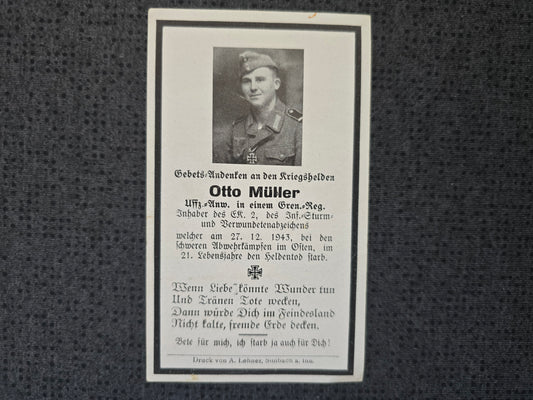 Gebets-Andenken an den Kriegshelden
Otto Müller
Uffz.-Anw. in einem Gren.-Reg.
Inhaber des EK. 2, des Inf.-Sturm-
und Verwundetenabzeichens
welcher am 27. 12. 1943, bei den
schweren Abwehrkämpfen im Osten, im
21. Lebensjahre den Heldentod starb.
Wenn Liebe könnte Wunder tun
Und Tränen Tote wecken,
Dann würde Dich im Feindesland
Nicht kalte, fremde Erde decken.
Bete für mich, ich starb ja auch für Dich!
Druck von A. Lehner, Simbach a. Inn.